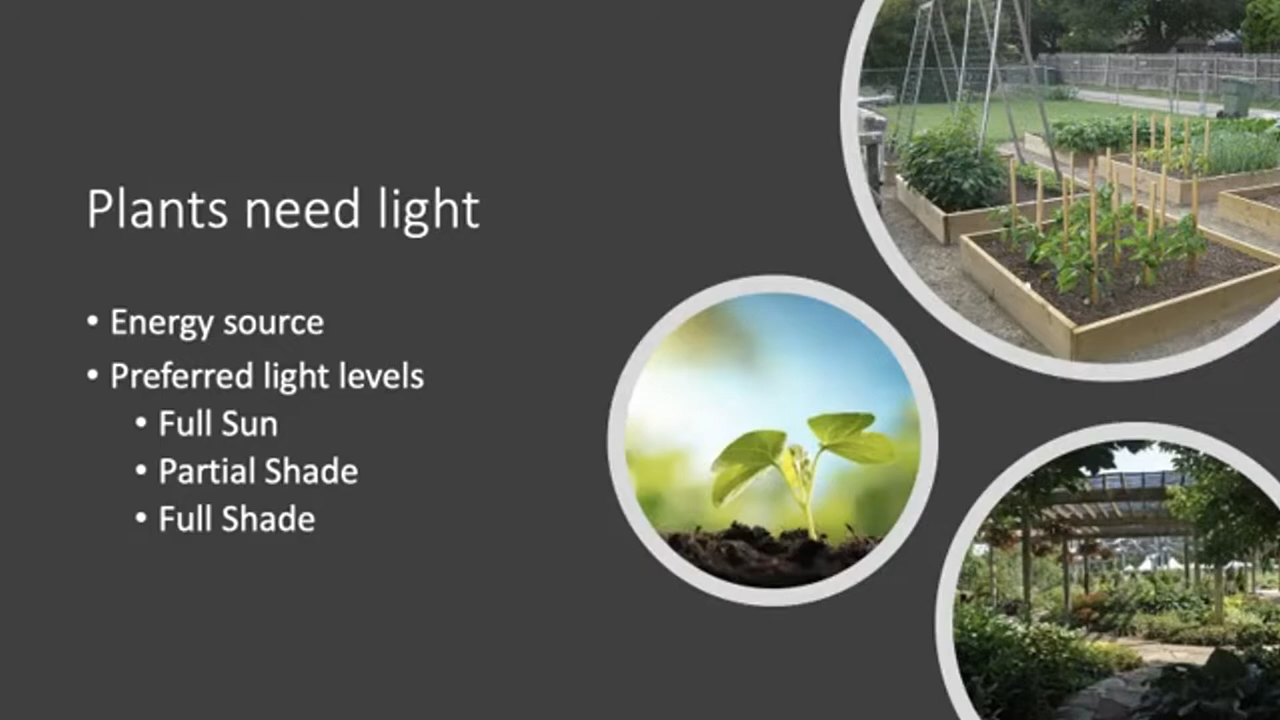 Plants need light
• Energy source
• Preferred light levels
• Full Sun
• Partial Shade
• Full Shade